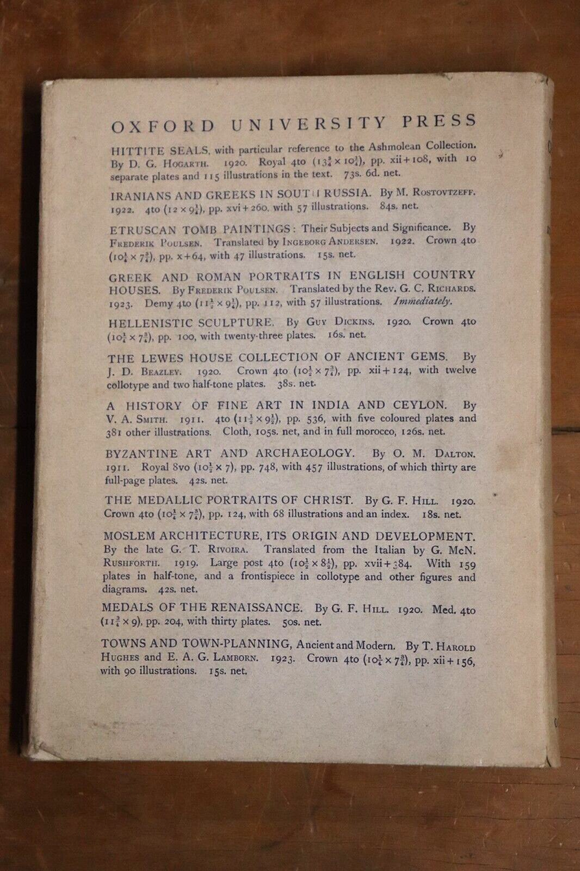 OXFORD UNIVERSITY PRESS
HITTITE SEALS, with particular reference to the Ashmolean Collection.
By D. G. HOGARTH. 1920. Royal 4to (13¾ × 10¼), pp. xii + 108, with 10
separate plates and 115 illustrations in the text. 73s. 6d. net.
IRANIANS AND GREEKS IN SOUTH RUSSIA. By M. ROSTOVTZEFF.
1922. 4to (12 × 9¼), pp. xvi + 260, with 57 illustrations. 84s. net.
ETRUSCAN TOMB PAINTINGS: Their Subjects and Significance. By
FREDERIK POULSEN. Translated by INGEBORG ANDERSEN. 1922. Crown 4to
(10¼ × 7¾), pp. x + 64, with 47 illustrations. 15s. net.
GREEK AND ROMAN PORTRAITS IN ENGLISH COUNTRY
HOUSES. By FREDERIK POULSEN. Translated by the Rev. G. C. RICHARDS.
1923. Demy 4to (11¼ × 9¼), pp. 112, with 57 illustrations. Immediately.
HELLENISTIC SCULPTURE. By GUY DICKINS. 1920. Crown 4to
(10¼ × 7¾), pp. 100, with twenty-three plates. 16s. net.
THE LEWES HOUSE COLLECTION OF ANCIENT GEMS. By
J. D. BEAZLEY. 1920. Crown 4to (10¼ × 7¾), pp. xii + 124, with twelve
collotype and two half-tone plates. 38s. net.
A HISTORY OF FINE ART IN INDIA AND CEYLON. By
V. A. SMITH. 1911. 4to (11¼ × 9¼), pp. 536, with five coloured plates and
381 other illustrations. Cloth, 105s. net, and in full morocco, 126s. net.
BYZANTINE ART AND ARCHAEOLOGY. By O. M. DALTON.
1911. Royal 8vo (10¼ × 7), pp. 748, with 457 illustrations, of which thirty are
full-page plates. 42s. net.
THE MEDALLIC PORTRAITS OF CHRIST. By G. F. HILL. 1920.
Crown 4to (10¾ × 7¾), pp. 124, with 68 illustrations and an index. 18s. net.
MOSLEM ARCHITECTURE, ITS ORIGIN AND DEVELOPMENT.
By the late G. T. RIVOIRA. Translated from the Italian by G. McN.
RUSHFORTH. 1919. Large post 4to (10½ × 8½), pp. xvii + 384. With 159
plates in half-tone, and a frontispiece in collotype and other figures and
diagrams. 42s. net.
MEDALS OF THE RENAISSANCE. By G. F. HILL. 1920. Med. 4to
(11¾ × 9), pp. 204, with thirty plates. 50s. net.
TOWNS AND TOWN-PLANNING, Ancient and Modern. By T. HAROLD
HUGHES and E. A. G. LAMBORN. 1923. Crown 4to (10¼ × 7¾), pp. xii + 156,
with 90 illustrations. 15s. net.